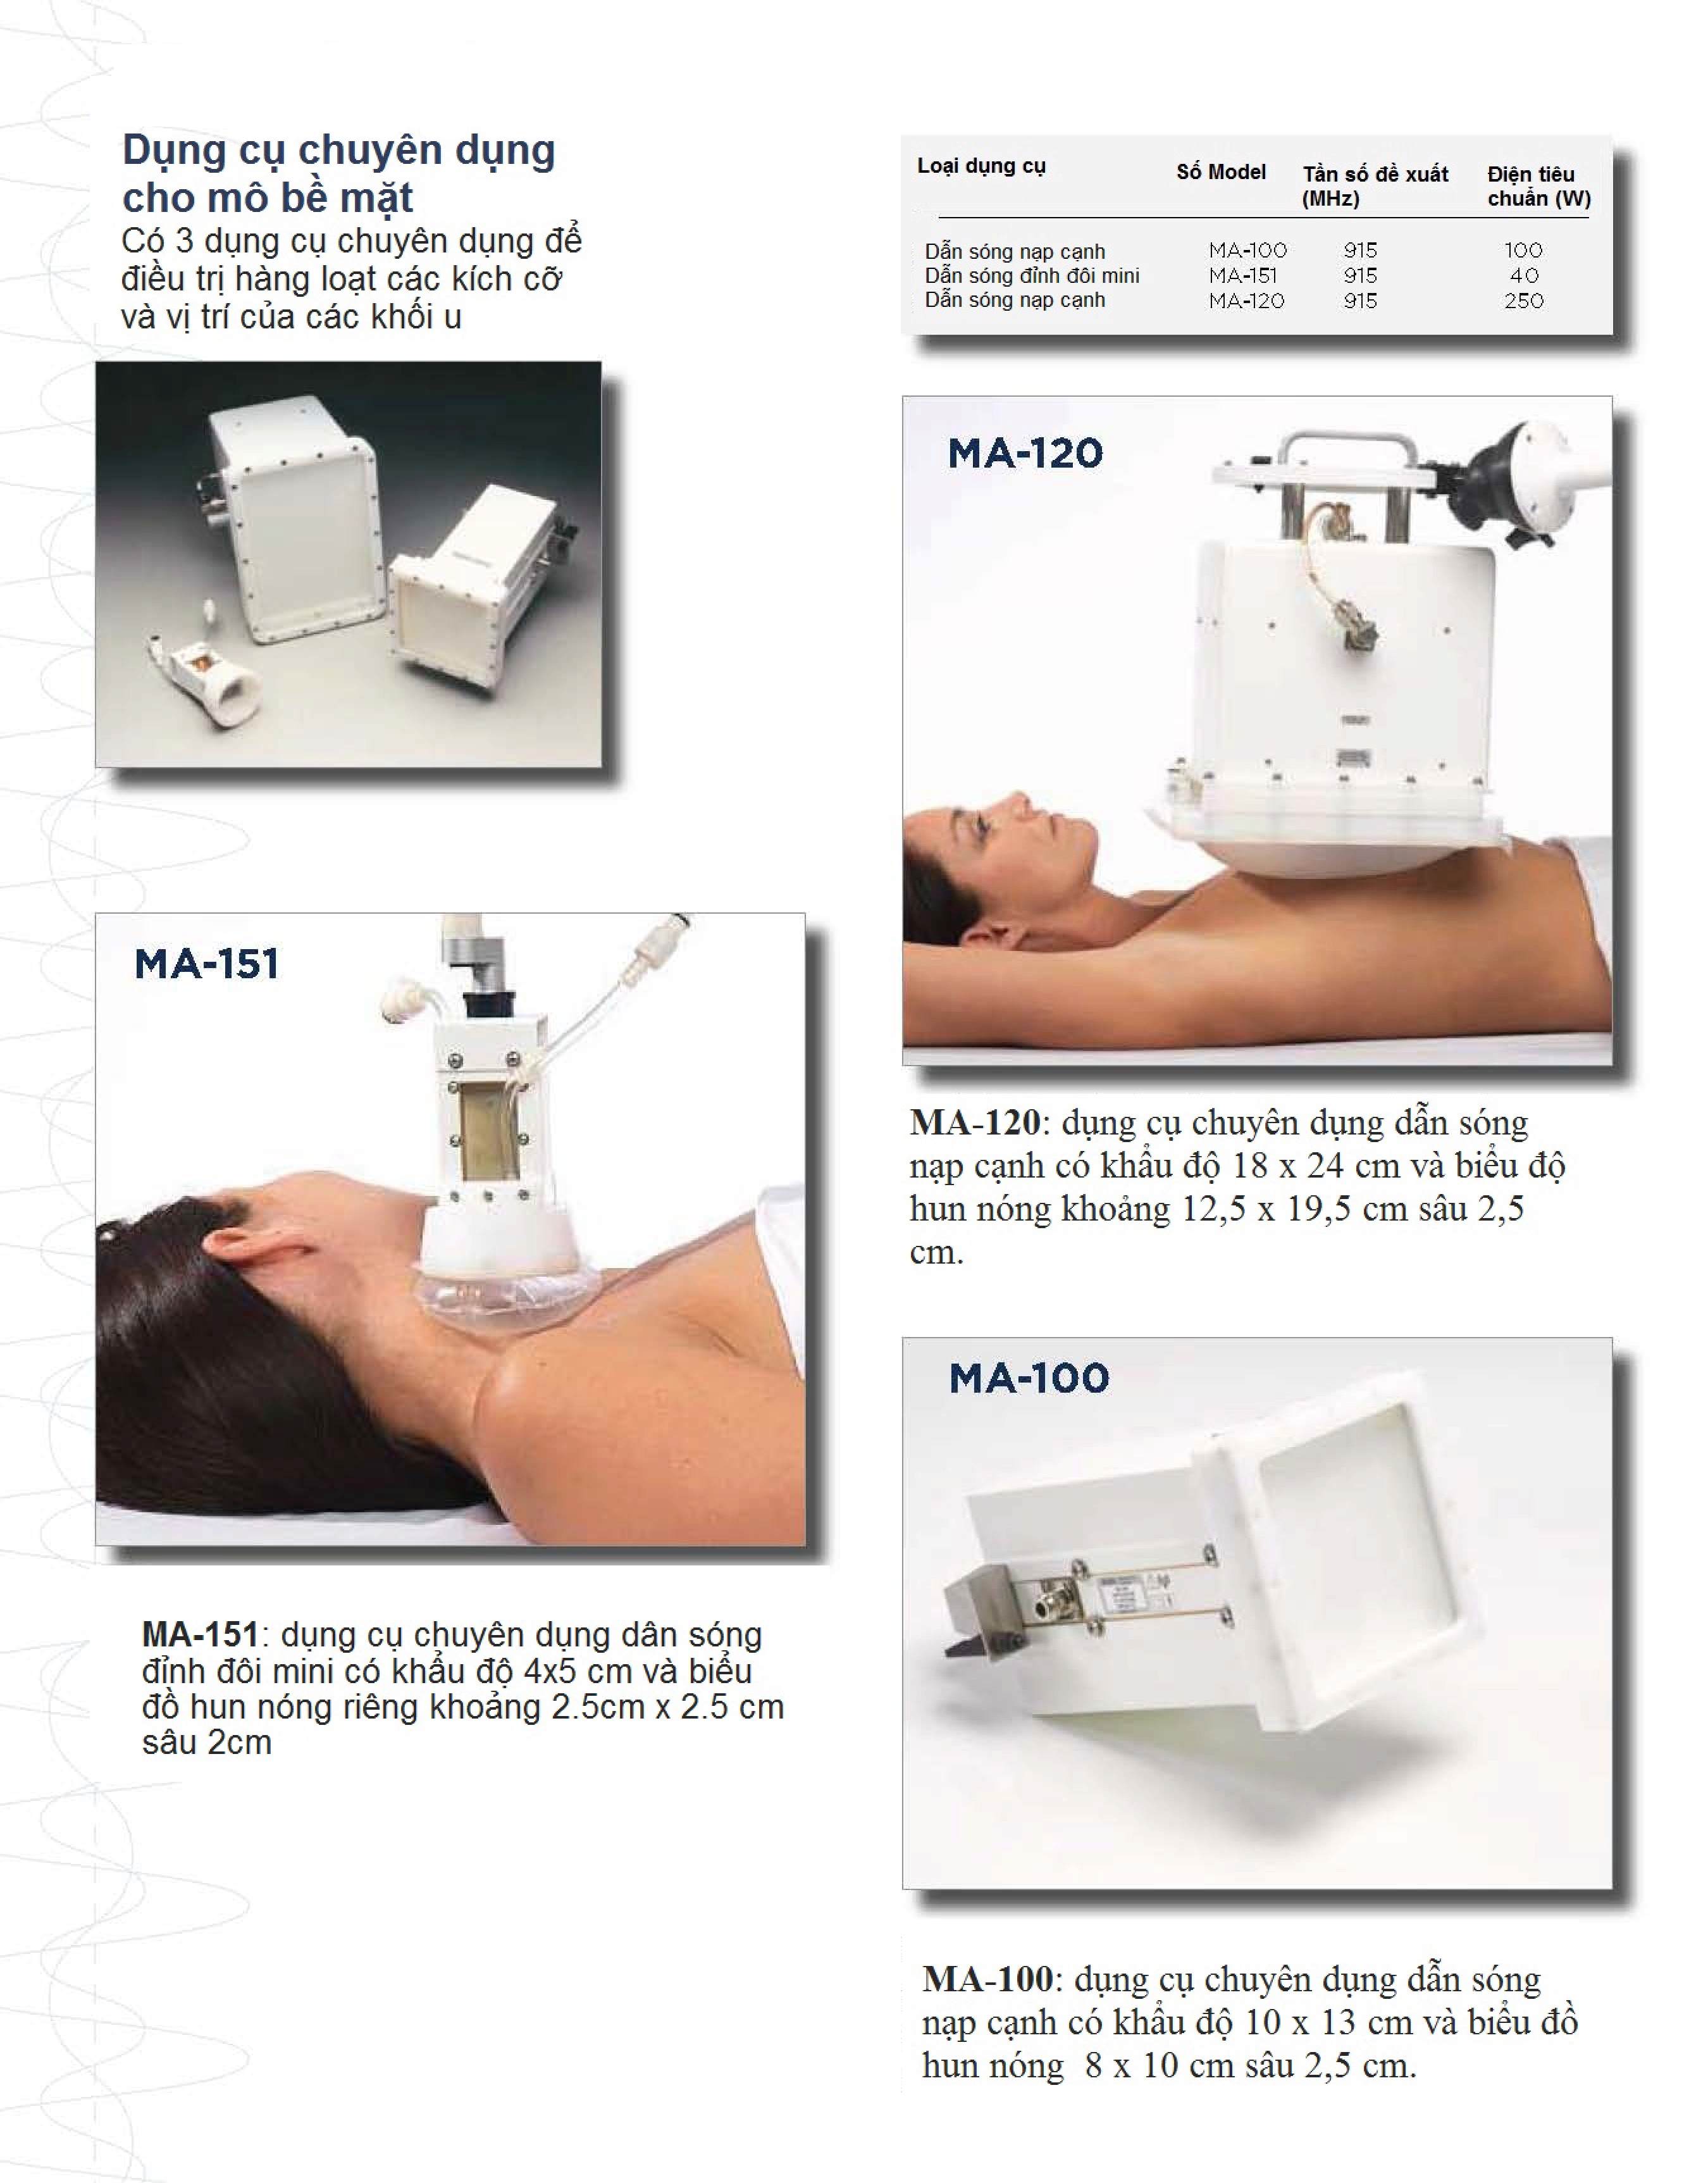 Dụng cụ chuyên dụng
cho mô bề mặt
Có 3 dụng cụ chuyên dụng để
điều trị hàng loạt các kích cỡ
và vị trí của các khối u
Loại dụng cụ Số Model Tần số đề xuất (MHz) Điện tiêu chuẩn (W)
Dẫn sóng nạp cạnh MA-100 915 100
Dẫn sóng đỉnh đôi mini MA-151 915 40
Dẫn sóng nạp cạnh MA-120 915 250
MA-120
MA-120: dụng cụ chuyên dụng dẫn sóng
nạp cạnh có khẩu độ 18 x 24 cm và biểu độ
hun nóng khoảng 12,5 x 19,5 cm sâu 2,5
cm.
MA-151
MA-151: dụng cụ chuyên dụng dân sóng
đỉnh đôi mini có khẩu độ 4x5 cm và biểu
đồ hun nóng riêng khoảng 2.5cm x 2.5 cm
sâu 2cm
MA-100
MA-100: dụng cụ chuyên dụng dẫn sóng
nạp cạnh có khẩu độ 10 x 13 cm và biểu đồ
hun nóng 8 x 10 cm sâu 2,5 cm.